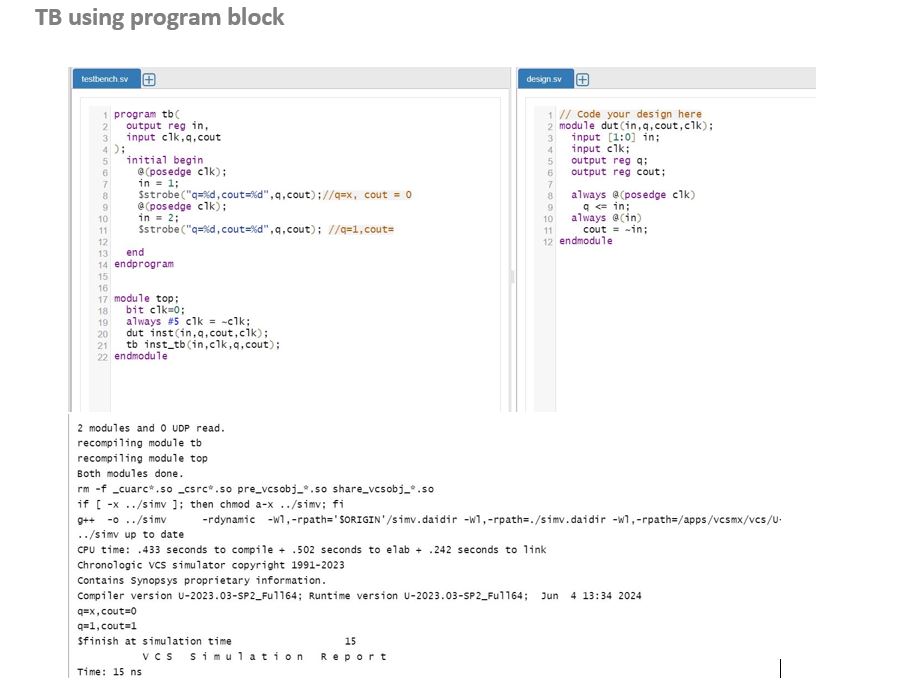 TB using program block
testbench.sv
1 program tb(
2 output reg in,
3 input clk,q,cout
4 );
5 initial begin
6 @(posedge clk);
7 in = 1;
8 $strobe("q=%d,cout=%d",q,cout);//q=x, cout = 0
9 @(posedge clk);
10 in = 2;
11 $strobe("q=%d,cout=%d",q,cout); //q=1,cout=
12
13 end
14 endprogram
15
16
17 module top;
18 bit clk=0;
19 always #5 clk = ~clk;
20 dut inst(in,q,cout,clk);
21 tb inst_tb(in,clk,q,cout);
22 endmodule
design.sv
1 // Code your design here
2 module dut(in,q,cout,clk);
3 input [1:0] in;
4 input clk;
5 output reg q;
6 output reg cout;
7
8 always @(posedge clk)
9 q <= in;
10 always @(in)
11 cout = ~in;
12 endmodule
2 modules and 0 UDP read.
recompiling module tb
recompiling module top
Both modules done.
rm -f _cuarc*.so _csrc*.so pre_vcsobj_*.so share_vcsobj_*.so
if [ -x ../simv ]; then chmod a-x ../simv; fi
g++ -o ../simv -rdynamic -Wl,-rpath='$ORIGIN'/simv.daidir -Wl,-rpath=./simv.daidir -Wl,-rpath=/apps/vcsmx/vcs/U-
../simv up to date
CPU time: .433 seconds to compile + .502 seconds to elab + .242 seconds to link
Chronologic VCS simulator copyright 1991-2023
Contains Synopsys proprietary information.
Compiler version U-2023.03-SP2_Full64; Runtime version U-2023.03-SP2_Full64; Jun 4 13:34 2024
q=x,cout=0
q=1,cout=1
$finish at simulation time 15
V C S S i m u l a t i o n R e p o r t
Time: 15 ns